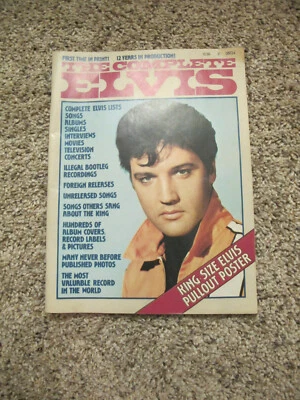 FIRST TIME IN PRINT! 12 YEARS IN PRODUCTION!
THE COMPLETE
ELVIS
COMPLETE ELVIS LISTS
SONGS
ALBUMS
SINGLES
INTERVIEWS
MOVIES
TELEVISION
CONCERTS
ILLEGAL BOOTLEG
RECORDINGS
FOREIGN RELEASES
UNRELEASED SONGS
SONGS OTHERS SANG
ABOUT THE KING
HUNDREDS OF
ALBUM COVERS,
RECORD LABELS
& PICTURES
MANY NEVER BEFORE
PUBLISHED PHOTOS
THE MOST
VALUABLE RECORD
IN THE WORLD
KING SIZE ELVIS
PULLOUT POSTER